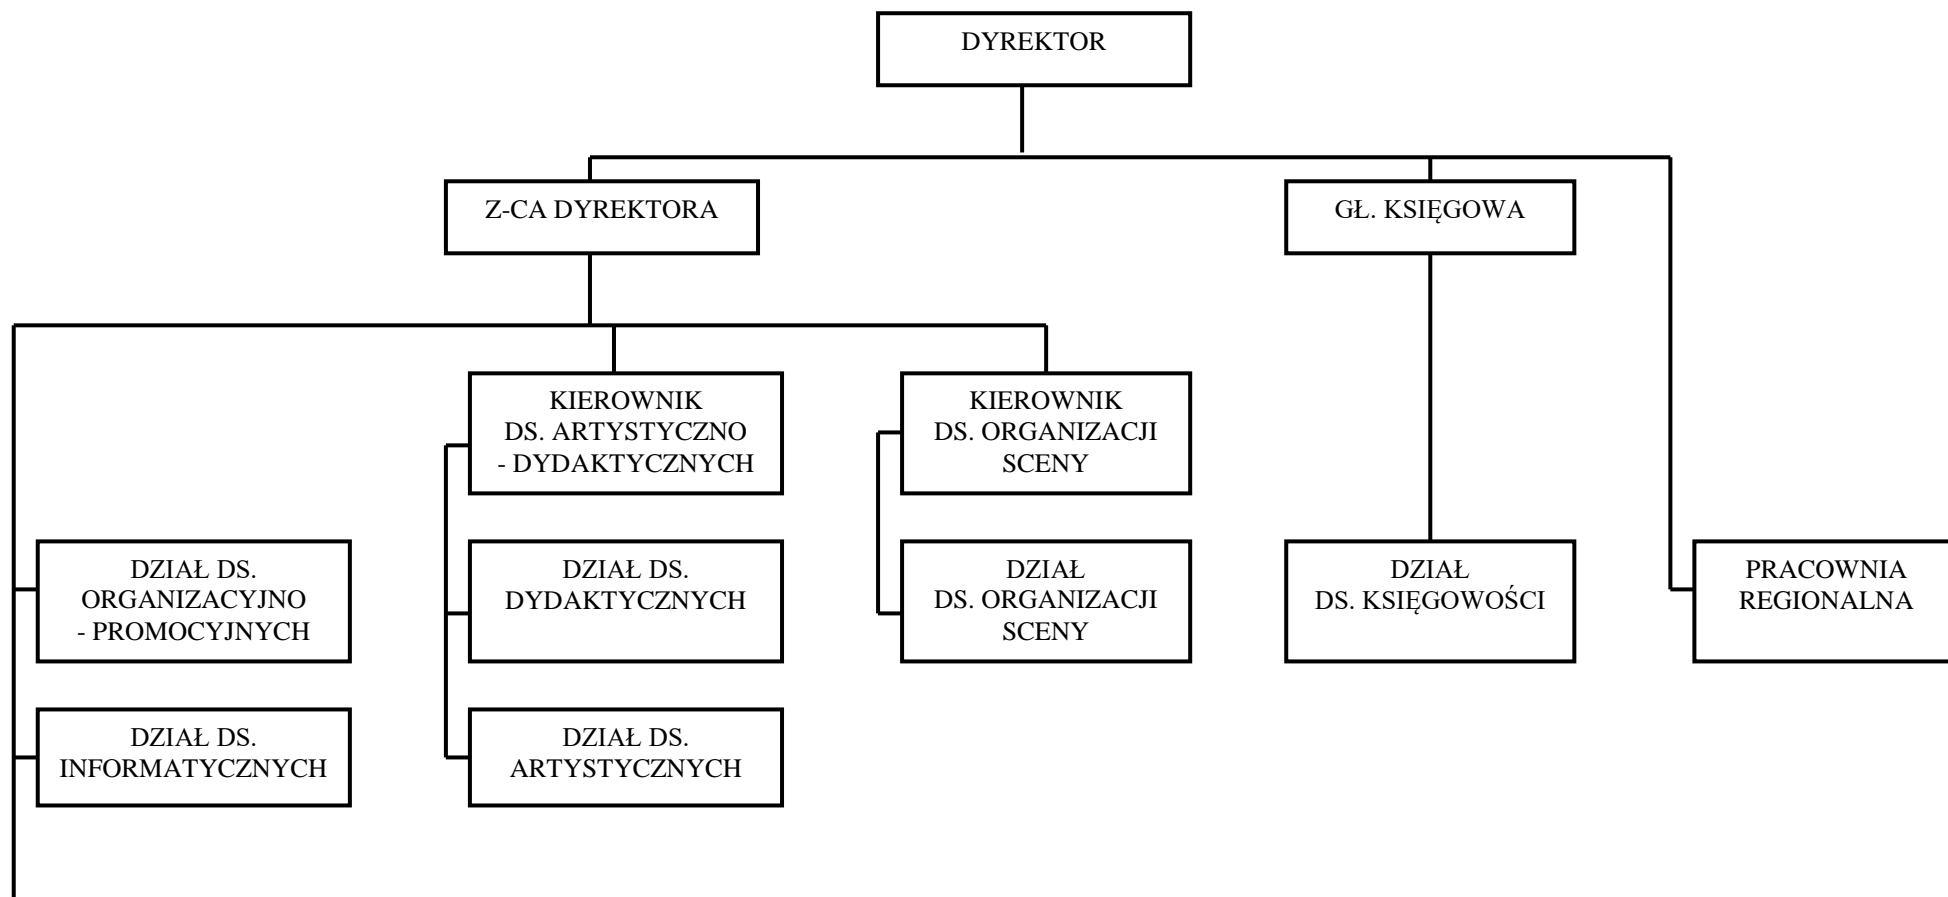 DYREKTOR
Z-CA DYREKTORA
GŁ. KSIĘGOWA
KIEROWNIK
DS. ARTYSTYCZNO
- DYDAKTYCZNYCH
KIEROWNIK
DS. ORGANIZACJI
SCENY
DZIAŁ DS.
ORGANIZACYJNO
- PROMOCYJNYCH
DZIAŁ DS.
DYDAKTYCZNYCH
DZIAŁ
DS. ORGANIZACJI
SCENY
DZIAŁ
DS. KSIĘGOWOŚCI
PRACOWNIA
REGIONALNA
DZIAŁ DS.
INFORMATYCZNYCH
DZIAŁ DS.
ARTYSTYCZNYCH